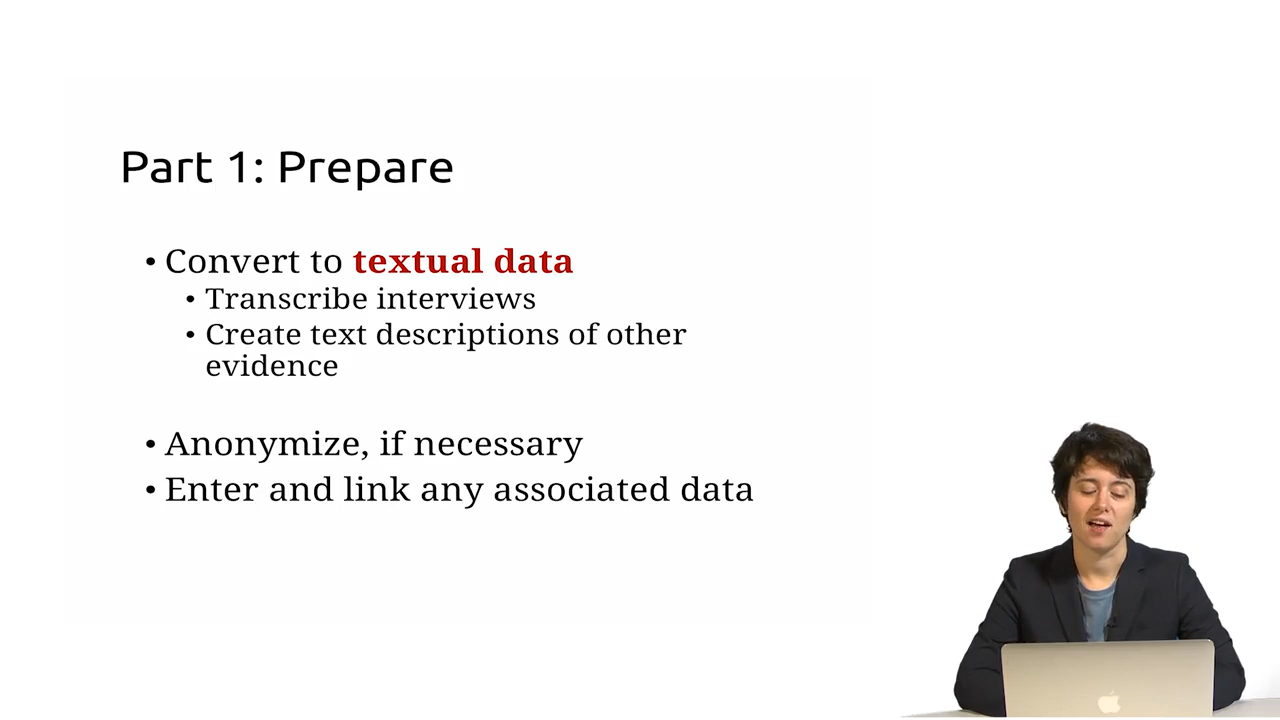 Part 1: Prepare
• Convert to textual data
• Transcribe interviews
• Create text descriptions of other
evidence
• Anonymize, if necessary
• Enter and link any associated data